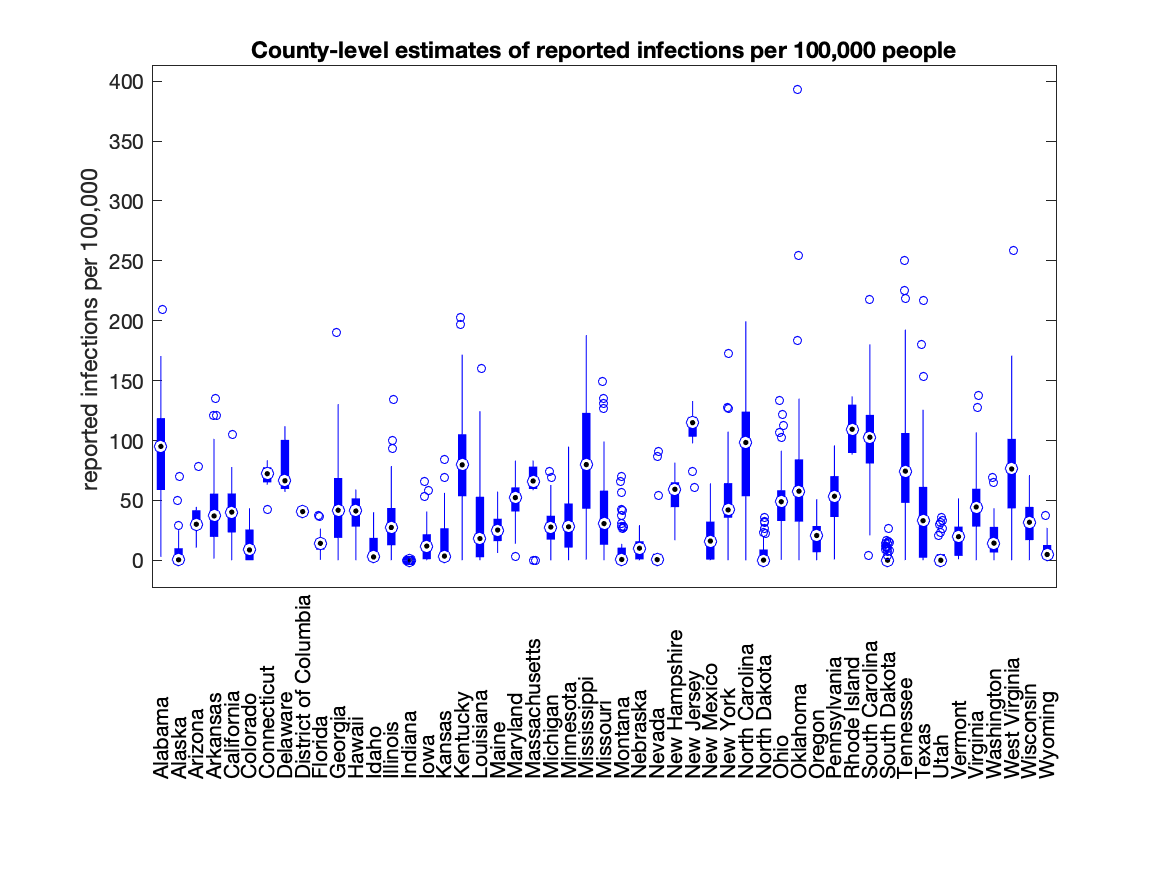 County-level estimates of reported infections per 100,000 people
reported infections per 100,000
400
350
300
250
200
150
100
50
0
Alabama
Alaska
Arizona
Arkansas
California
Colorado
Connecticut
Delaware
District of Columbia
Florida
Georgia
Hawaii
Idaho
Illinois
Indiana
Iowa
Kansas
Kentucky
Louisiana
Maine
Maryland
Massachusetts
Michigan
Minnesota
Mississippi
Missouri
Montana
Nebraska
Nevada
New Hampshire
New Jersey
New Mexico
New York
North Carolina
North Dakota
Ohio
Oklahoma
Oregon
Pennsylvania
Rhode Island
South Carolina
South Dakota
Tennessee
Texas
Utah
Vermont
Virginia
Washington
West Virginia
Wisconsin
Wyoming